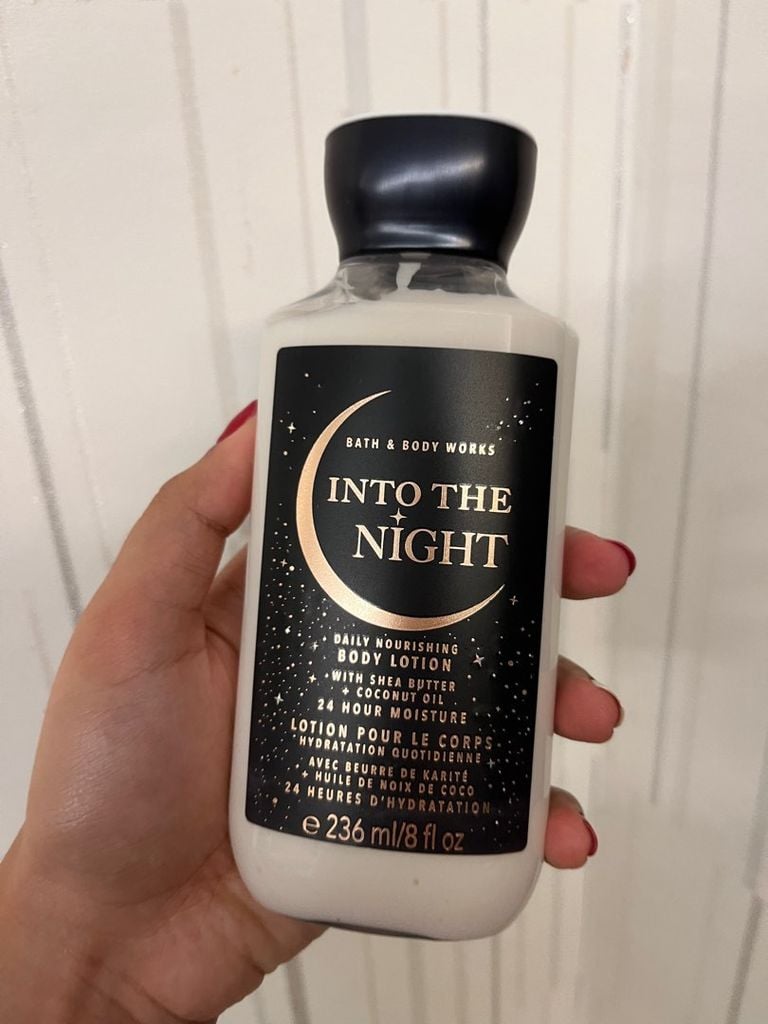 BATH & BODY WORKS
INTO THE
NIGHT
DAILY NOURISHING
BODY LOTION
WITH SHEA BUTTER
+ COCONUT OIL
24 HOUR MOISTURE
LOTION POUR LE CORPS
HYDRATATION QUOTIDIENNE
AVEC BEURRE DE KARITÉ
+ HUILE DE NOIX DE COCO
24 HEURES D'HYDRATATION
e 236 ml/8 fl oz